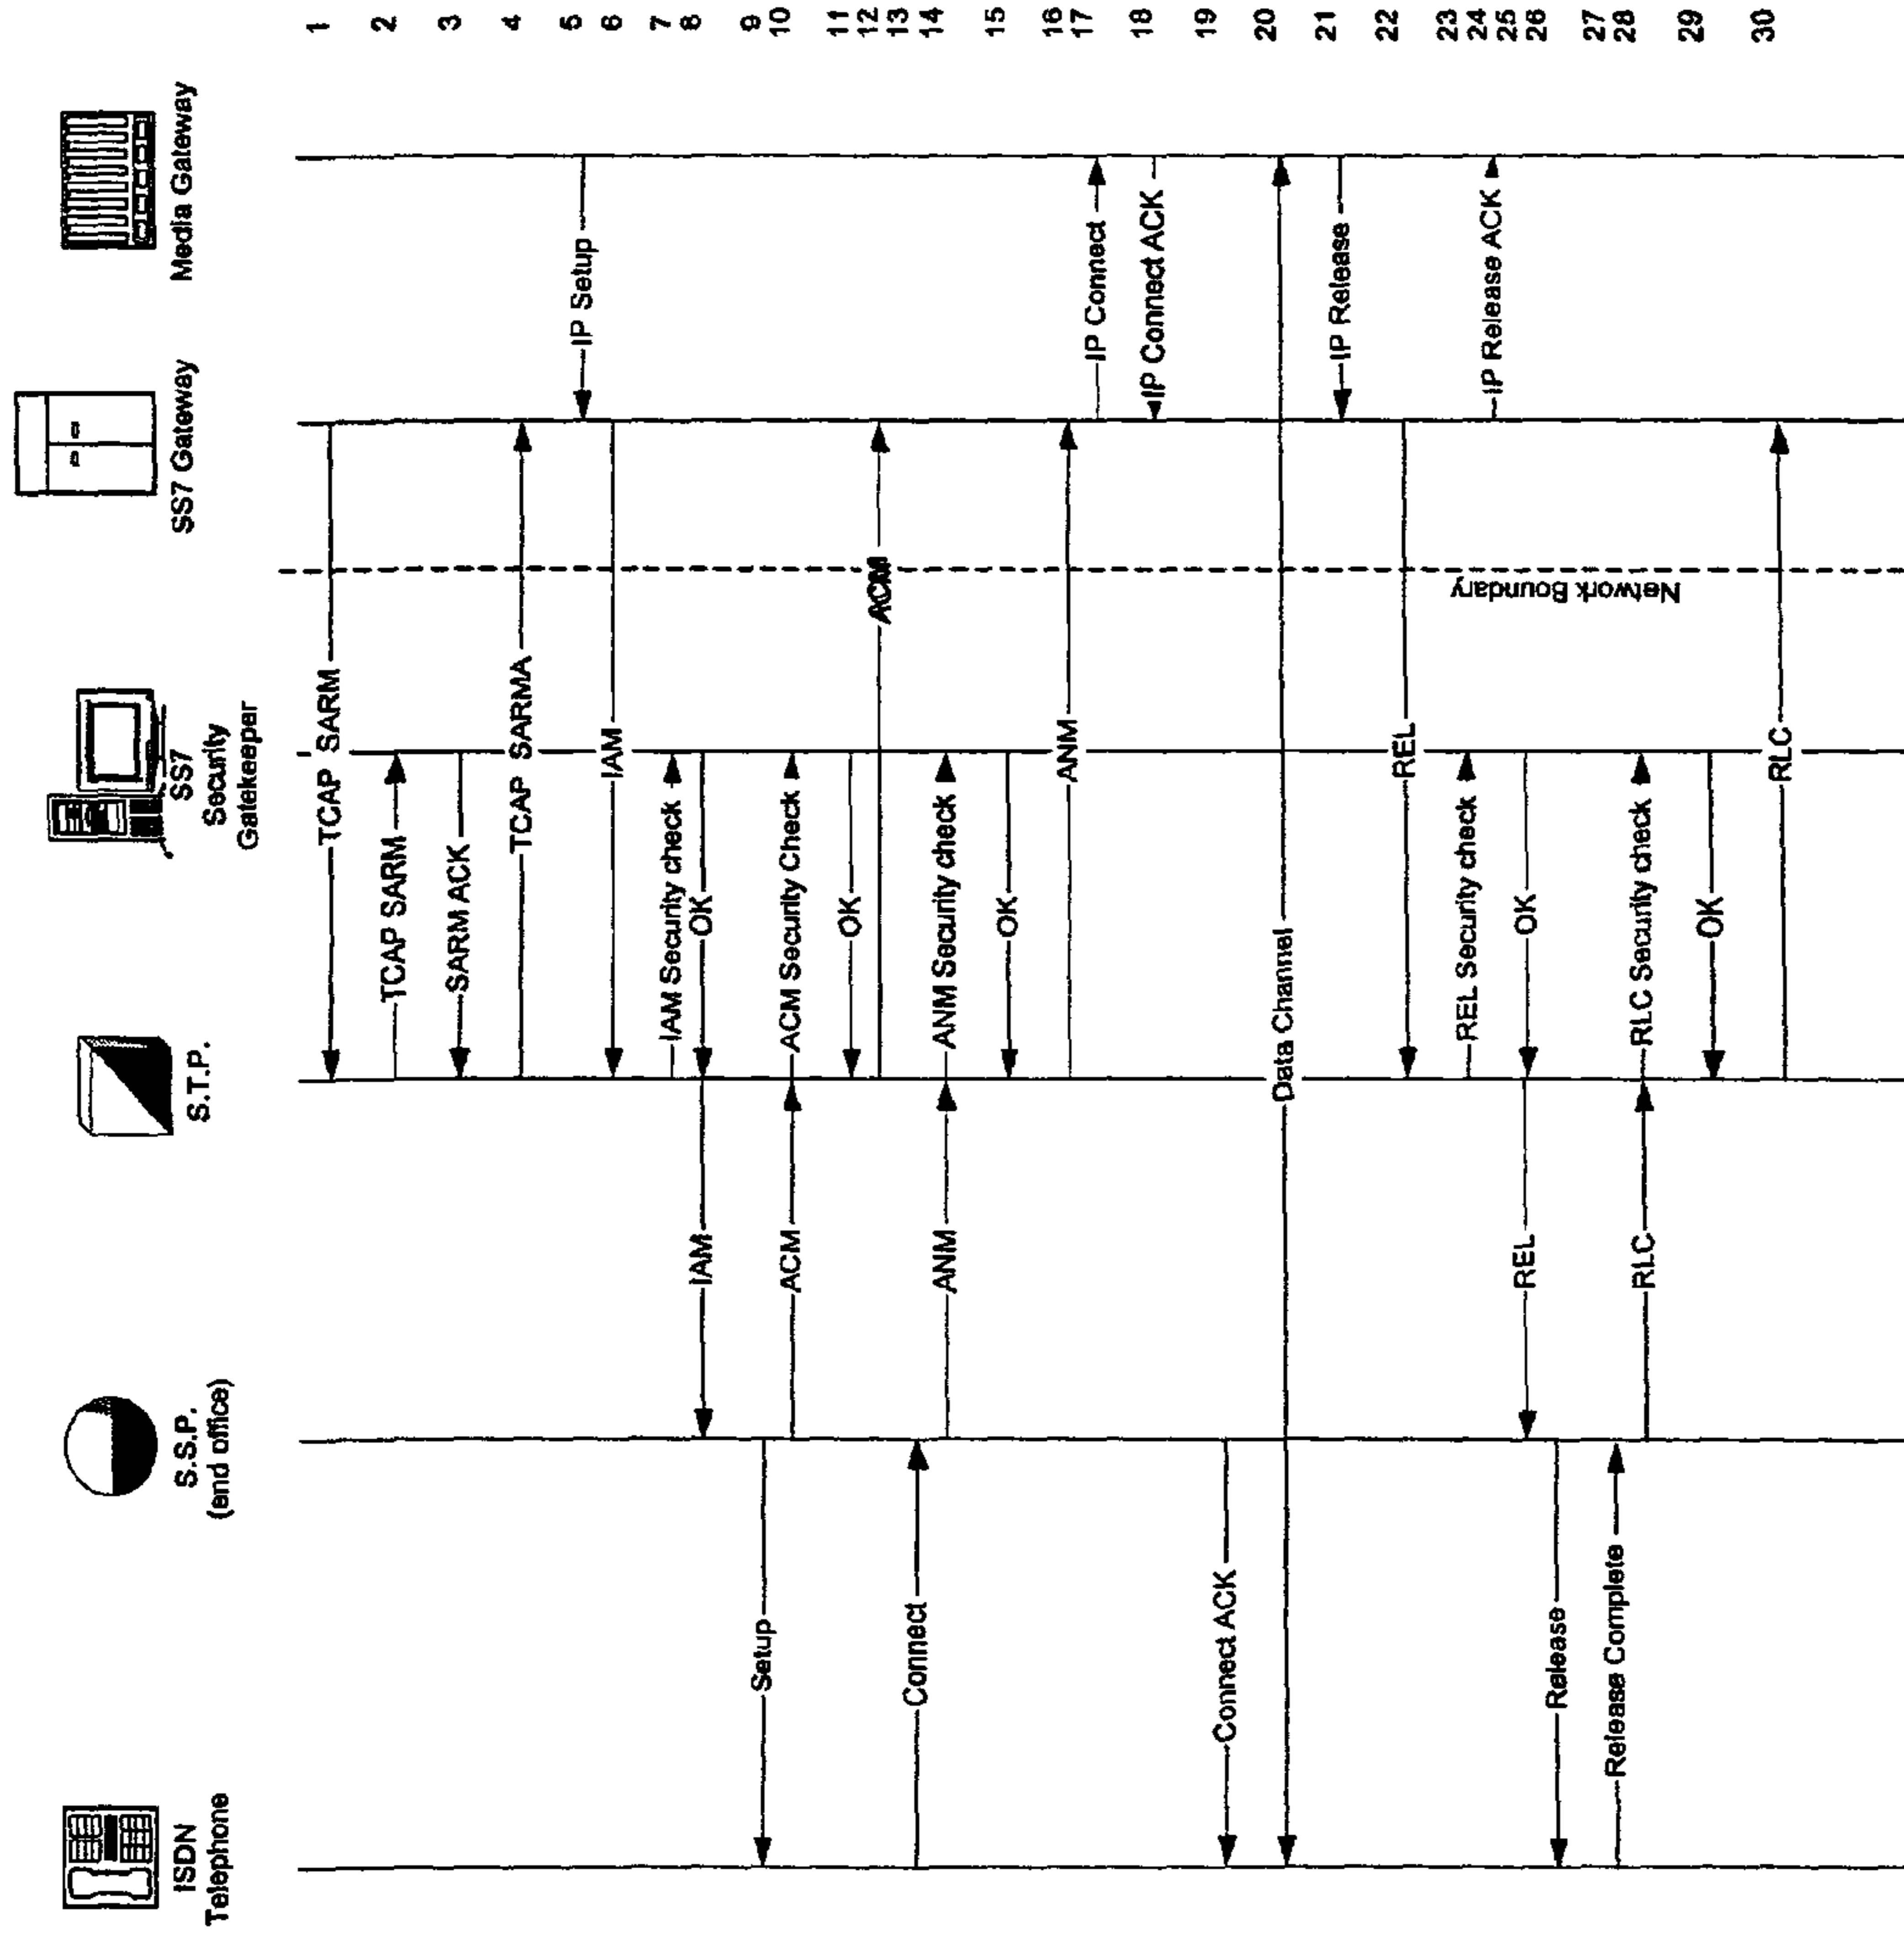 ISDN
Telephone
S.S.P.
(end office)
S.T.P.
SS7
Security
Gatekeeper
SS7 Gateway
Media Gateway
TCAP SARM
1
TCAP SARM
2
SARM ACK
3
TCAP SARMA
4
IP Setup
5
IAM
6
IAM Security check
7
IAM
OK
8
Setup
9
ACM
ACM Security Check
10
OK
11
ACM
12
Connect
13
ANM
ANM Security check
14
OK
15
ANM
16
IP Connect
17
IP Connect ACK
18
Connect ACK
19
Data Channel
20
IP Release
21
REL
22
REL Security check
23
IP Release ACK
24
REL
OK
25
Release
26
Release Complete
27
RLC
RLC Security check
28
OK
29
RLC
30
Network Boundary